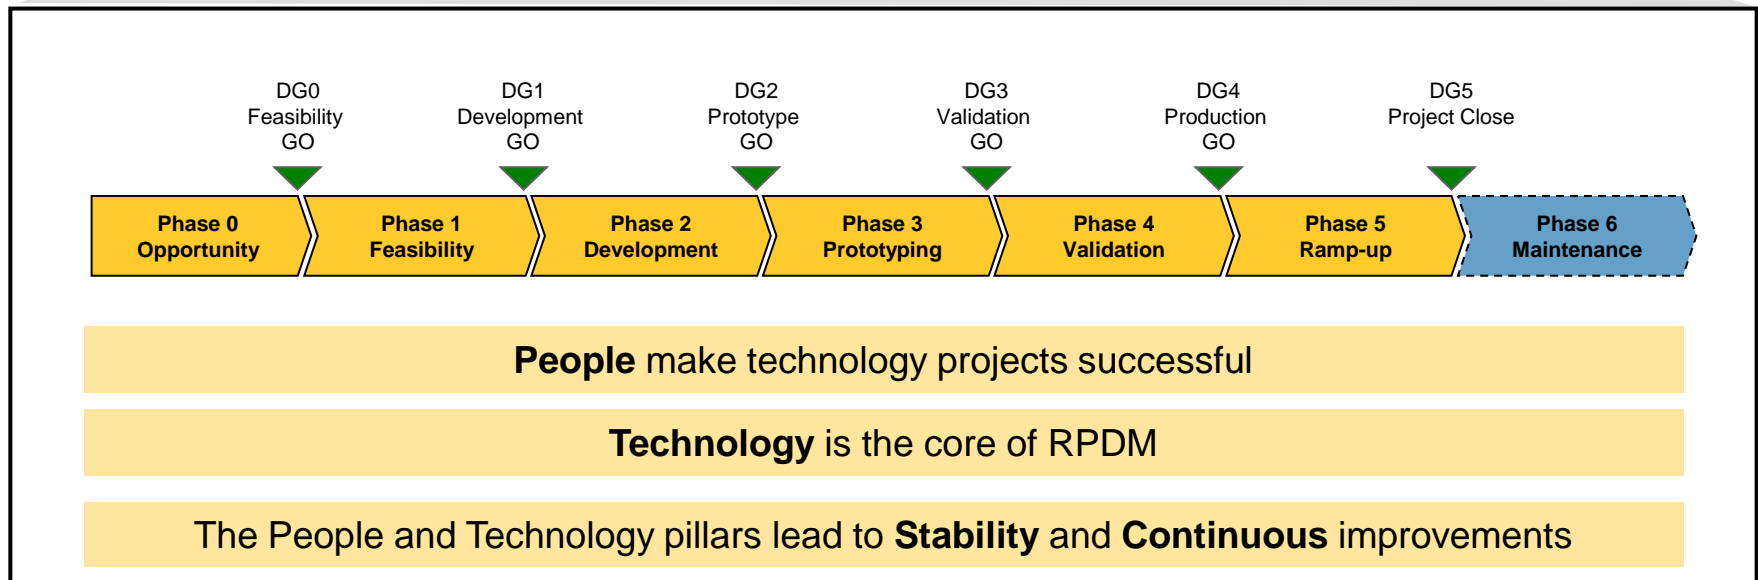 DG0
Feasibility
GO
DG1
Development
GO
DG2
Prototype
GO
DG3
Validation
GO
DG4
Production
GO
DG5
Project Close
Phase 0
Opportunity
Phase 1
Feasibility
Phase 2
Development
Phase 3
Prototyping
Phase 4
Validation
Phase 5
Ramp-up
Phase 6
Maintenance
People make technology projects successful
Technology is the core of RPDM
The People and Technology pillars lead to Stability and Continuous improvements